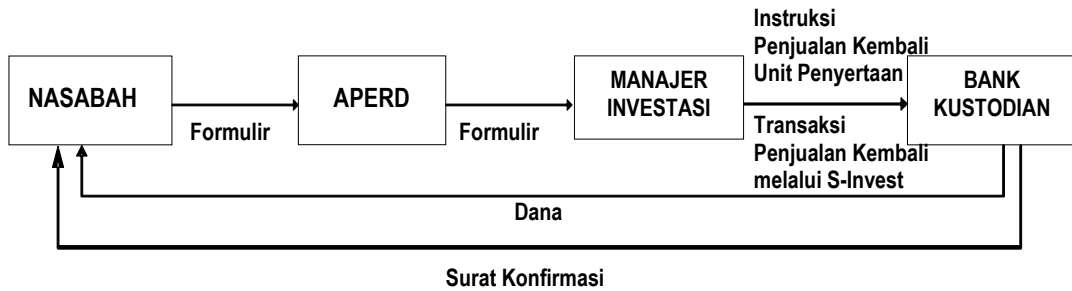 NASABAH
Formulir
APERD
Formulir
MANAJER
INVESTASI
Instruksi
Penjualan Kembali
Unit Penyertaan
Transaksi
Penjualan Kembali
melalui S-Invest
BANK
KUSTODIAN
Dana
Surat Konfirmasi